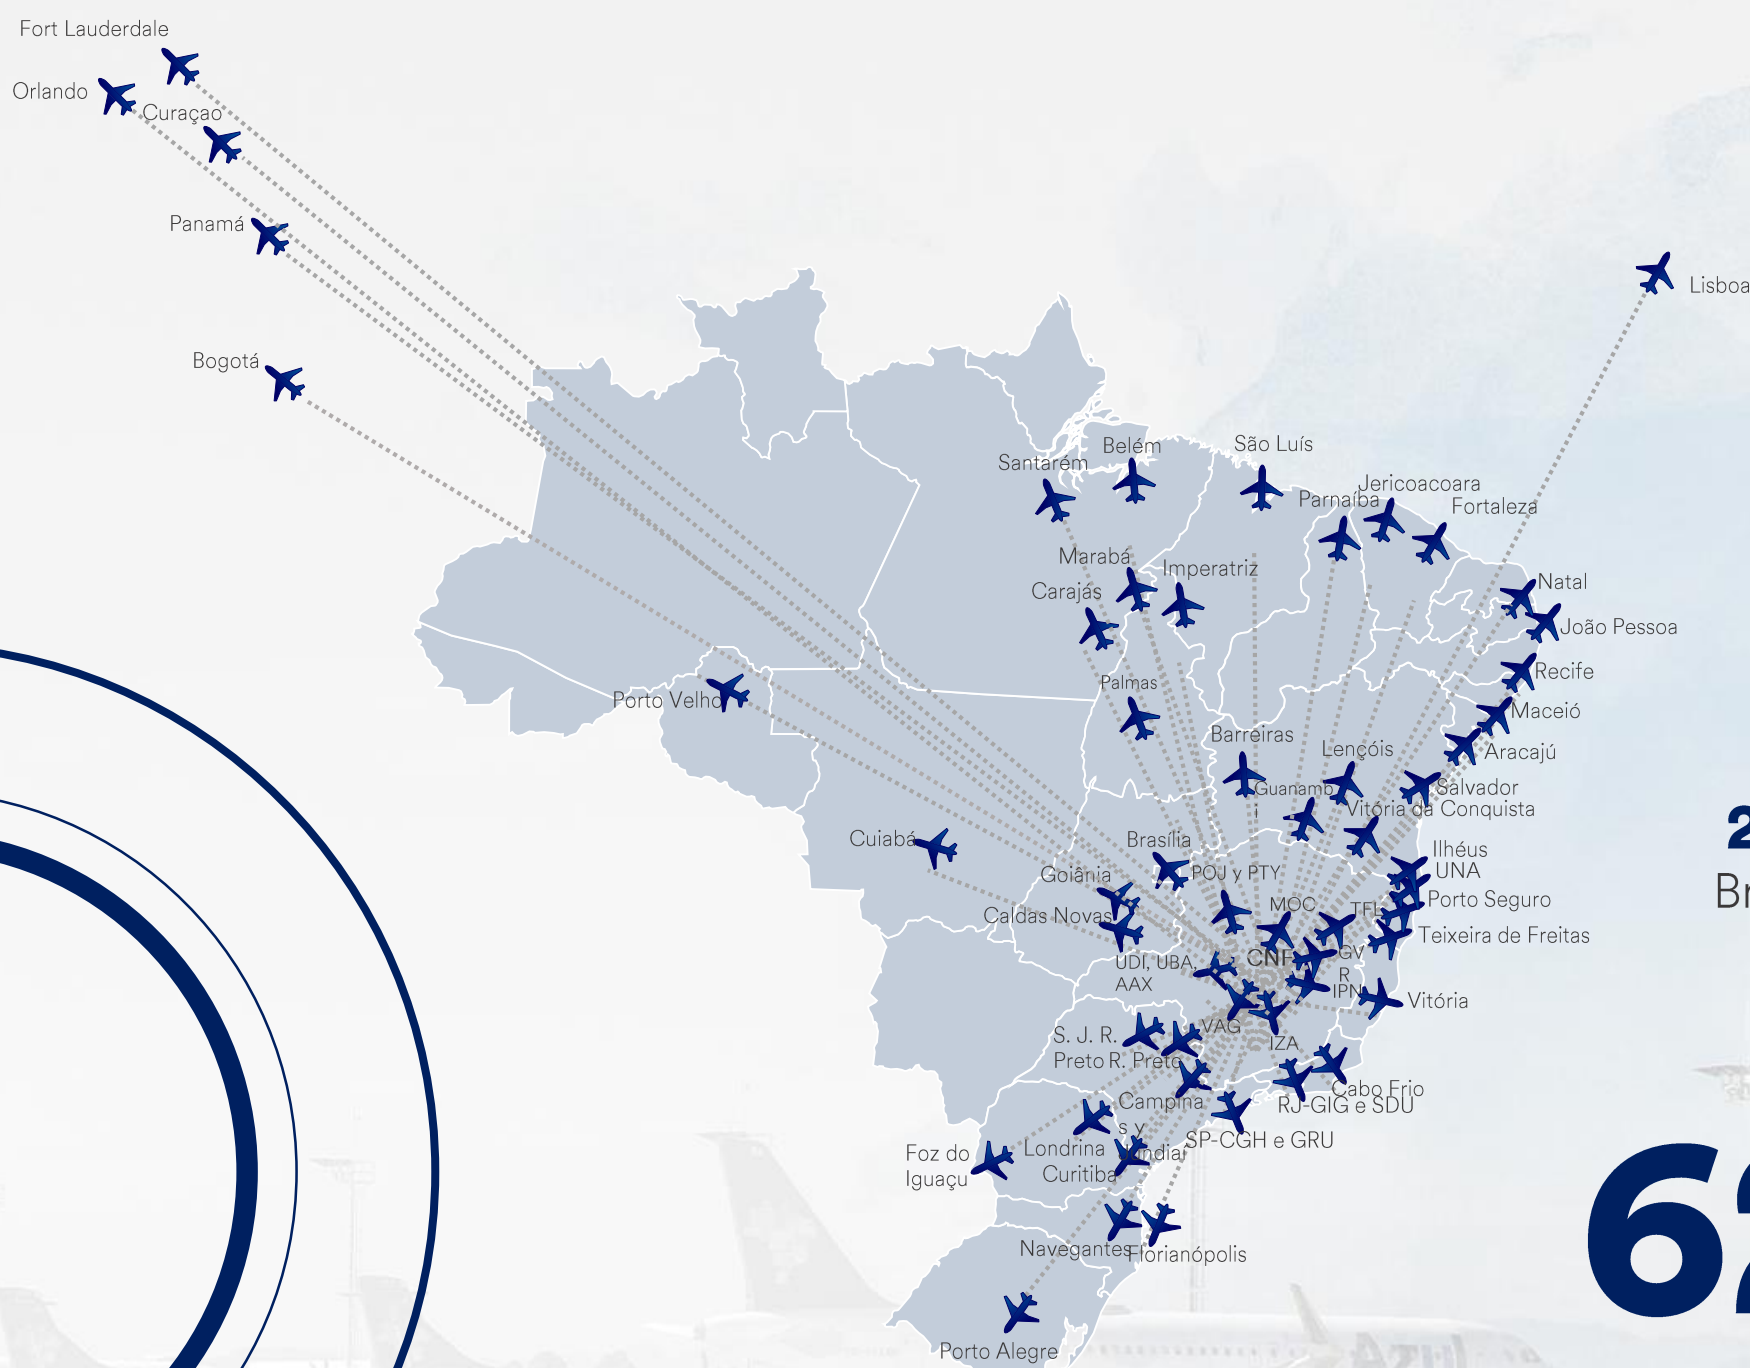 Fort Lauderdale
Orlando
Curaçao
Panamá
Bogotá
Lisboa
Belém
São Luís
Santarém
Jericoacoara
Parnaíba
Fortaleza
Marabá
Imperatriz
Carajás
Natal
João Pessoa
Recife
Palmas
Porto Velho
Maceió
Barreiras
Lençóis
Aracajú
Guanamb
i
Salvador
Vitória da Conquista
2
Cuiabá
Brasília
Ilhéus
UNA
Goiânia
POJ y PTY
Br
Porto Seguro
MOC
TFL
Caldas Novas
Teixeira de Freitas
CNF
GV
R
UDI, UBA,
AAX
IPN
Vitória
VAG
S. J. R.
Preto
R. Preto
IZA
Cabo Frio
RJ-GIG e SDU
Campina
s y
Jundiaí
SP-CGH e GRU
Londrina
Foz do
Iguaçu
Curitiba
62
Navegantes
Florianópolis
Porto Alegre